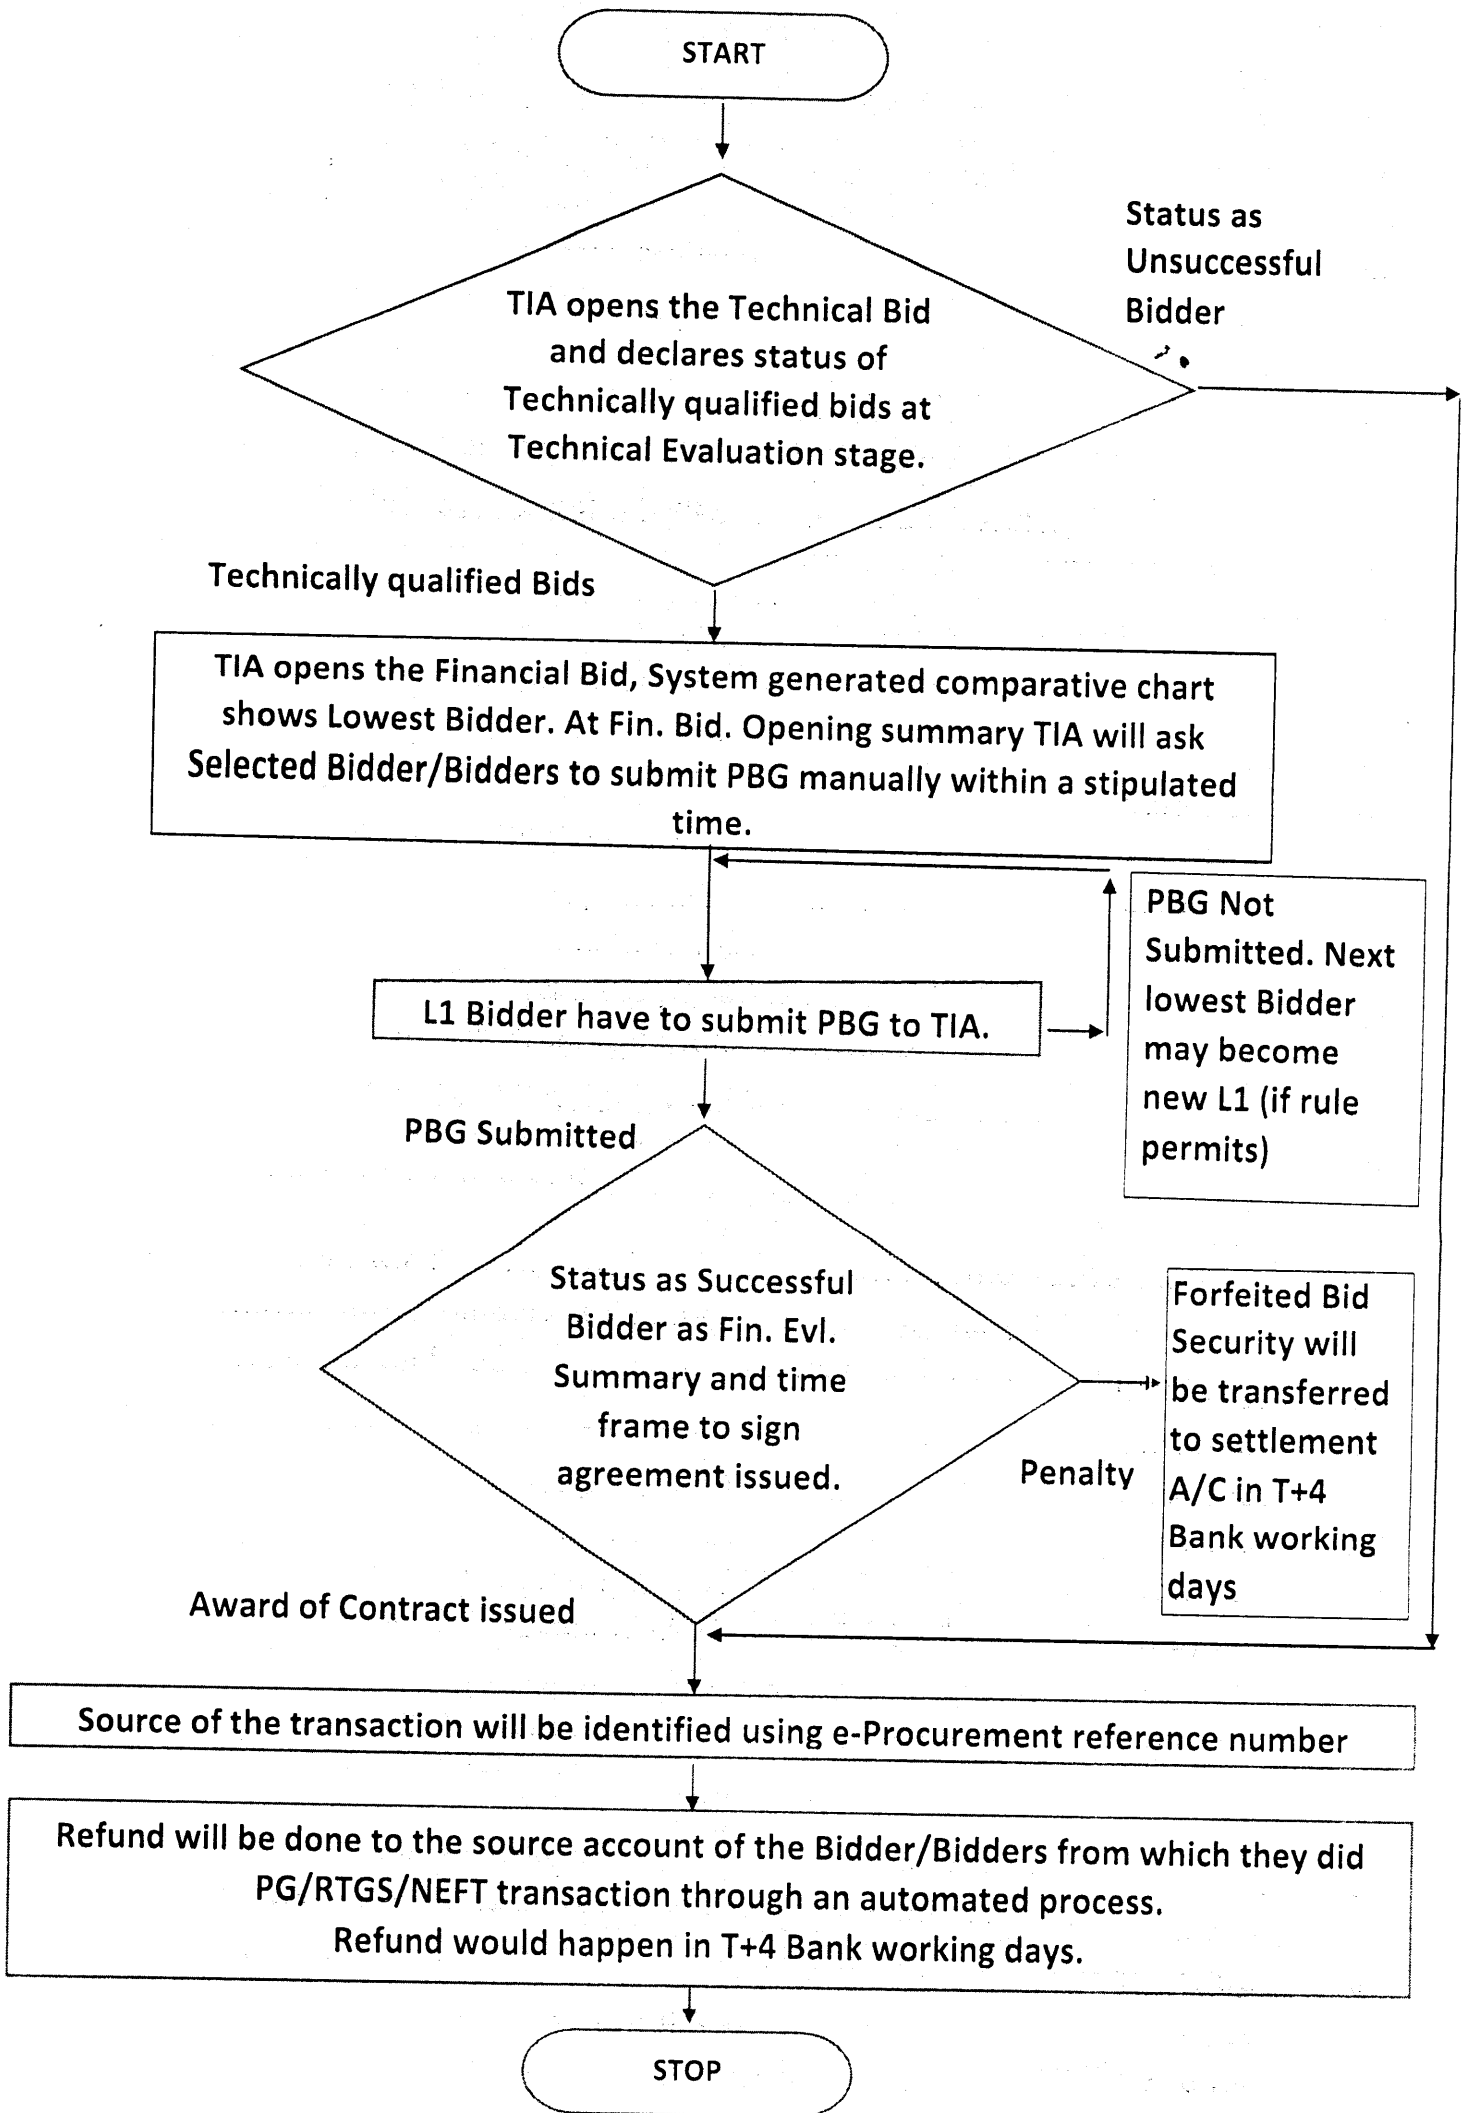 START
Status as
Unsuccessful
Bidder
TIA opens the Technical Bid
and declares status of
Technically qualified bids at
Technical Evaluation stage.
Technically qualified Bids
TIA opens the Financial Bid, System generated comparative chart
shows Lowest Bidder. At Fin. Bid. Opening summary TIA will ask
Selected Bidder/Bidders to submit PBG manually within a stipulated
time.
PBG Not
Submitted. Next
lowest Bidder
may become
new L1 (if rule
permits)
L1 Bidder have to submit PBG to TIA.
PBG Submitted
Status as Successful
Bidder as Fin. Evl.
Summary and time
frame to sign
agreement issued.
Penalty
Forfeited Bid
Security will
be transferred
to settlement
A/C in T+4
Bank working
days
Award of Contract issued
Source of the transaction will be identified using e-Procurement reference number
Refund will be done to the source account of the Bidder/Bidders from which they did
PG/RTGS/NEFT transaction through an automated process.
Refund would happen in T+4 Bank working days.
STOP